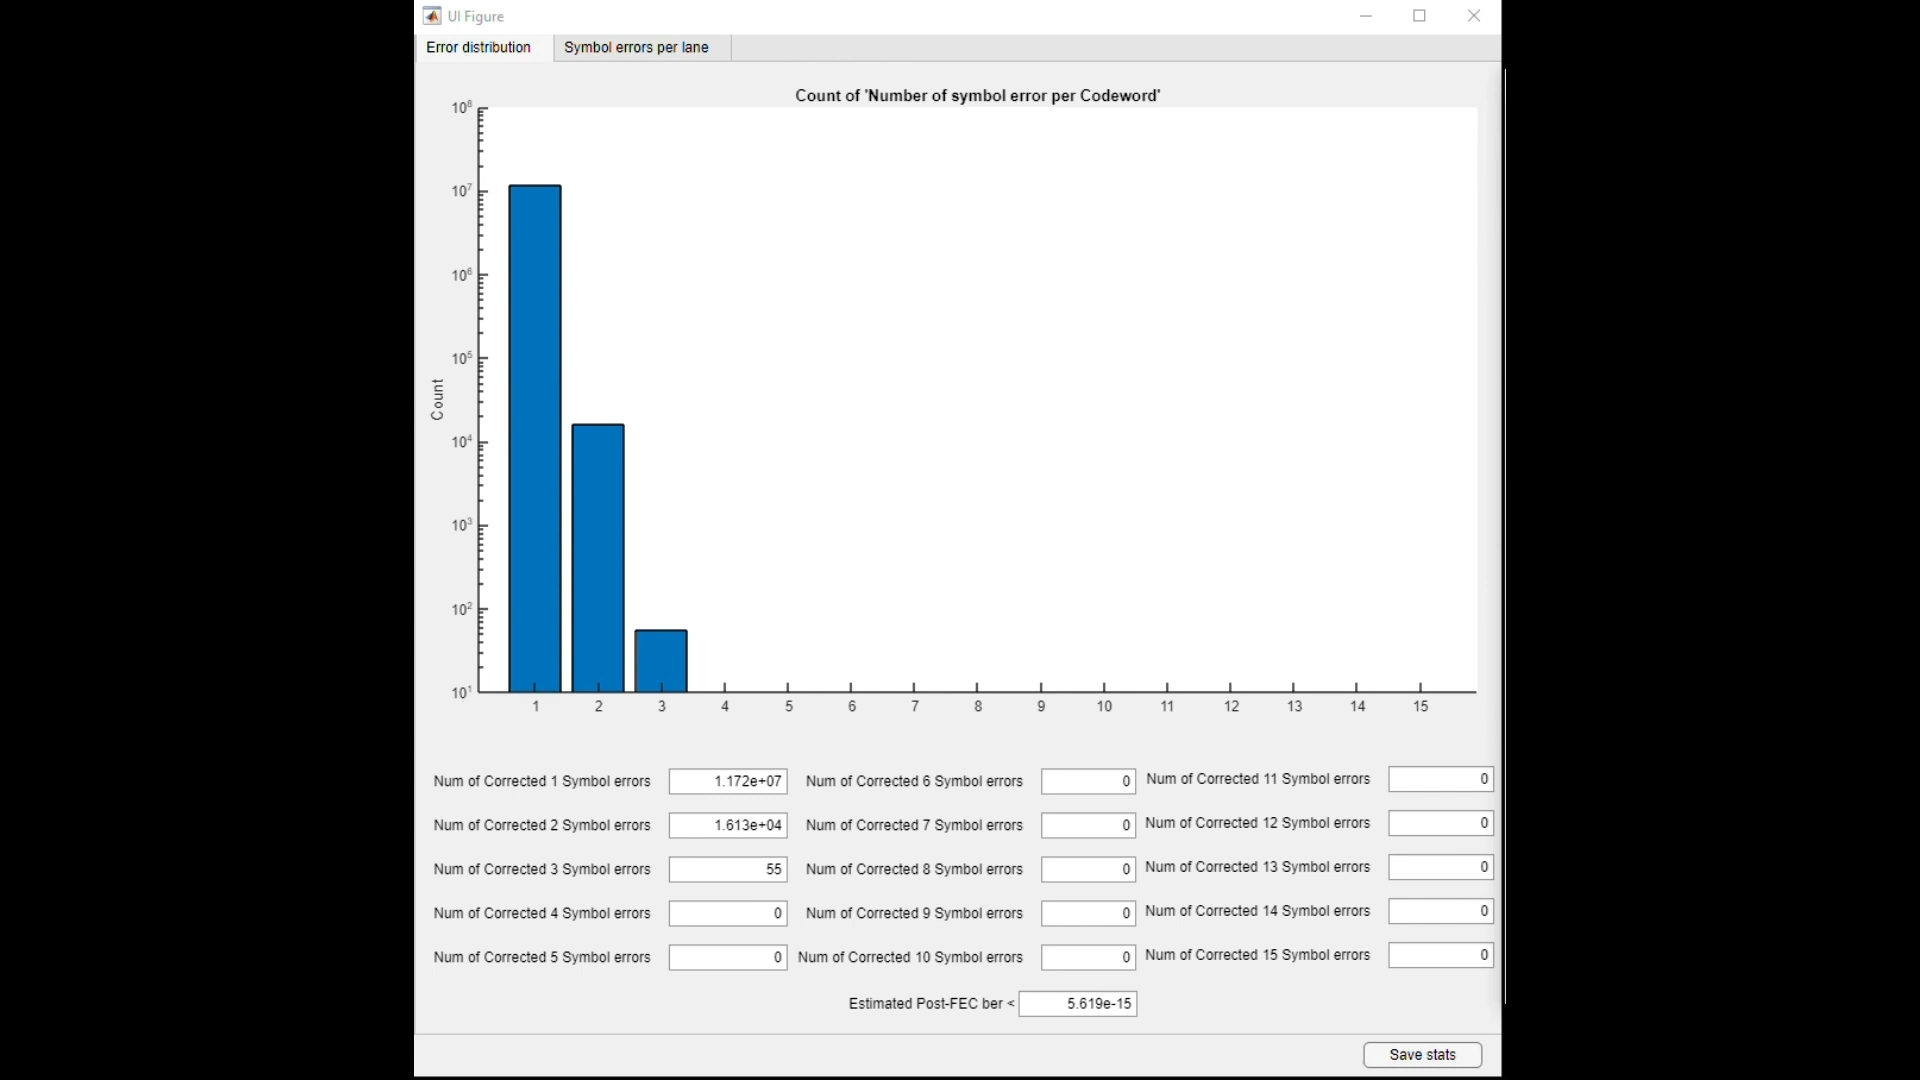 UI Figure
Error distribution
Symbol errors per lane
Count of 'Number of symbol error per Codeword'
10⁸
10⁷
10⁶
10⁵
10⁴
10³
10²
10¹
Count
1 2 3 4 5 6 7 8 9 10 11 12 13 14 15
Num of Corrected 1 Symbol errors 1.172e+07 Num of Corrected 6 Symbol errors 0 Num of Corrected 11 Symbol errors 0
Num of Corrected 2 Symbol errors 1.613e+04 Num of Corrected 7 Symbol errors 0 Num of Corrected 12 Symbol errors 0
Num of Corrected 3 Symbol errors 55 Num of Corrected 8 Symbol errors 0 Num of Corrected 13 Symbol errors 0
Num of Corrected 4 Symbol errors 0 Num of Corrected 9 Symbol errors 0 Num of Corrected 14 Symbol errors 0
Num of Corrected 5 Symbol errors 0 Num of Corrected 10 Symbol errors 0 Num of Corrected 15 Symbol errors 0
Estimated Post-FEC ber < 5.619e-15
Save stats